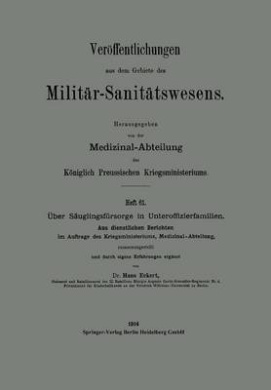 Veröffentlichungen
aus dem Gebiete des
Militär-Sanitätswesens.
Herausgegeben
von der
Medizinal-Abteilung
des
Königlich Preussischen Kriegsministeriums.
Heft 61.
Über Säuglingsfürsorge in Unteroffizierfamilien.
Aus dienstlichen Berichten
im Auftrage des Kriegsministeriums, Medizinal-Abteilung,
zusammengestellt
und durch eigene Erfahrungen ergänzt
von
Dr. Hans Eckert,
Springer-Verlag Berlin Heidelberg GmbH